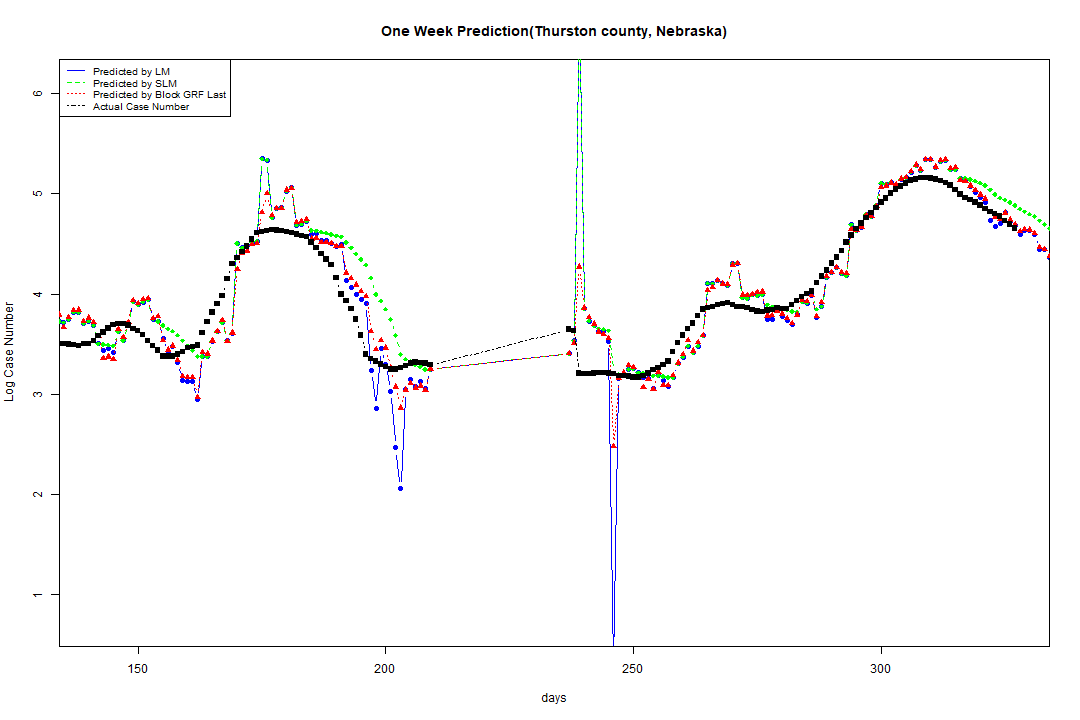 One Week Prediction(Thurston county, Nebraska)
Predicted by LM
Predicted by SLM
Predicted by Block GRF Last
Actual Case Number
6
5
4
3
2
1
Log Case Number
150
200
250
300
days